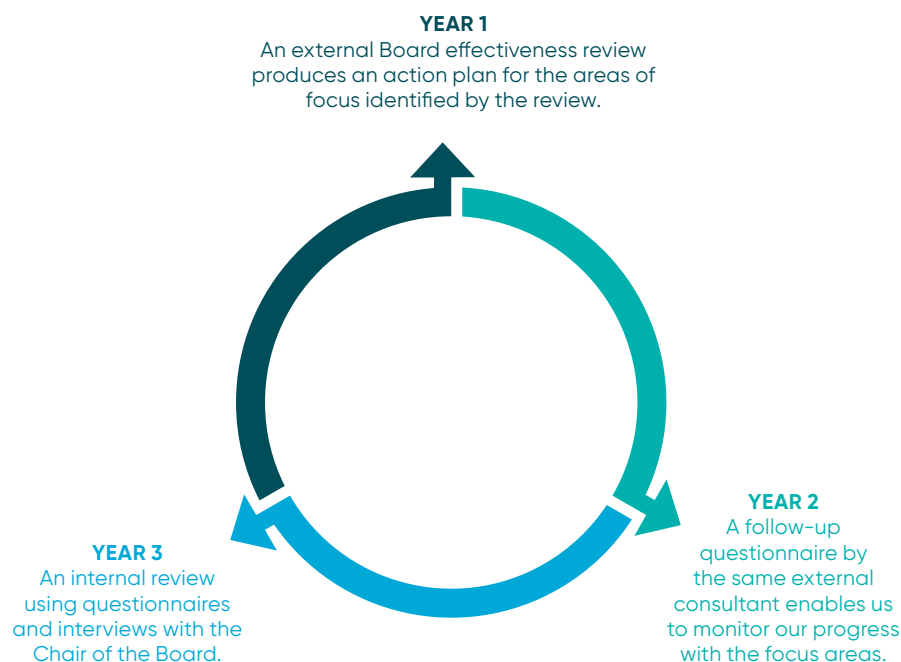 YEAR 1
An external Board effectiveness review
produces an action plan for the areas of
focus identified by the review.
YEAR 2
A follow-up
questionnaire by
the same external
consultant enables us
to monitor our progress
with the focus areas.
YEAR 3
An internal review
using questionnaires
and interviews with the
Chair of the Board.